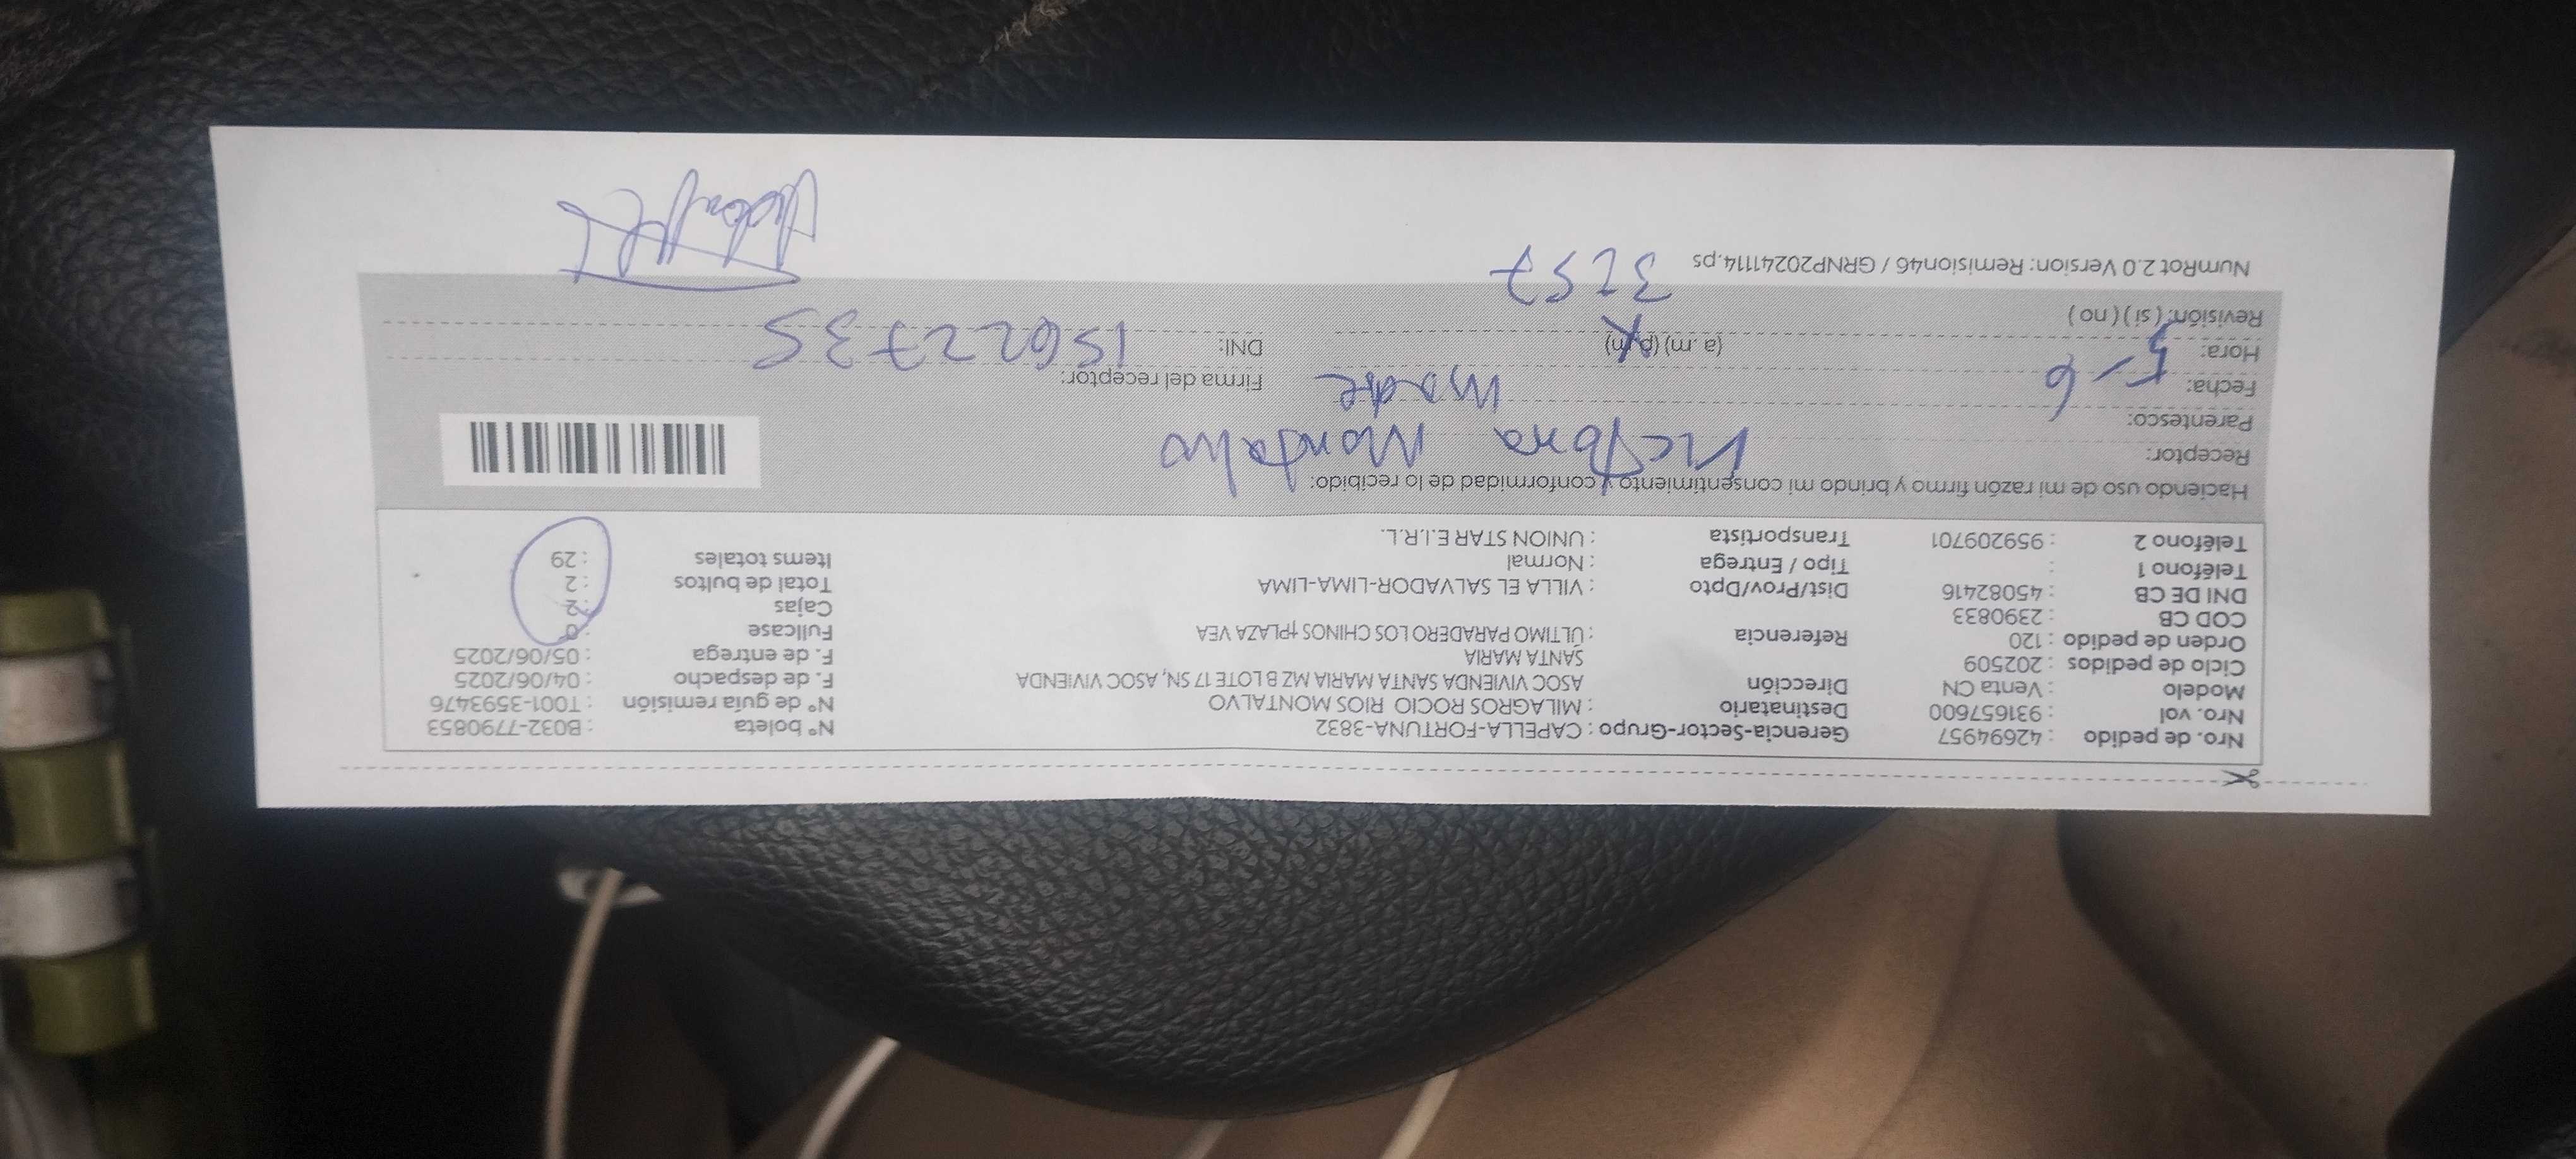 Nro. de pedido : 42694957 Gerencia-Sector-Grupo : CAPELLA-FORTUNA-3832 N° boleta : B032-7790853
Nro. vol : 931657600 Destinatario : MILAGROS ROCIO RIOS MONTALVO N° de guía remisión : T001-3593476
Modelo : Venta CN Dirección ASOC VIVIENDA SANTA MARIA MZ B LOTE 17 SN, ASOC VIVIENDA F. de despacho : 04/06/2025
Ciclo de pedidos : 202509 SANTA MARIA F. de entrega : 05/06/2025
Orden de pedido : 120 Referencia : ÚLTIMO PARADERO LOS CHINOS PLAZA VEA Fullcase : 0
COD CB : 2390833 Cajas : 2
DNI DE CB : 45082416 Dist/Prov/Dpto : VILLA EL SALVADOR-LIMA-LIMA Total de bultos : 2
Teléfono 1 : Tipo / Entrega : Normal Items totales : 29
Teléfono 2 : 959209701 Transportista : UNION STAR E.I.R.L.
Haciendo uso de mi razón firmo y brindo mi consentimiento y conformidad de lo recibido:
Receptor: Victoria Montalvo
Parentesco: madre
Fecha: 5-6 Firma del receptor:
Hora: (a.m) (p.m) DNI: 15622735
Revisión: ( sí ) ( no )
3257
NumRot 2.0 Version: Remision46 / GRNP20241114.ps